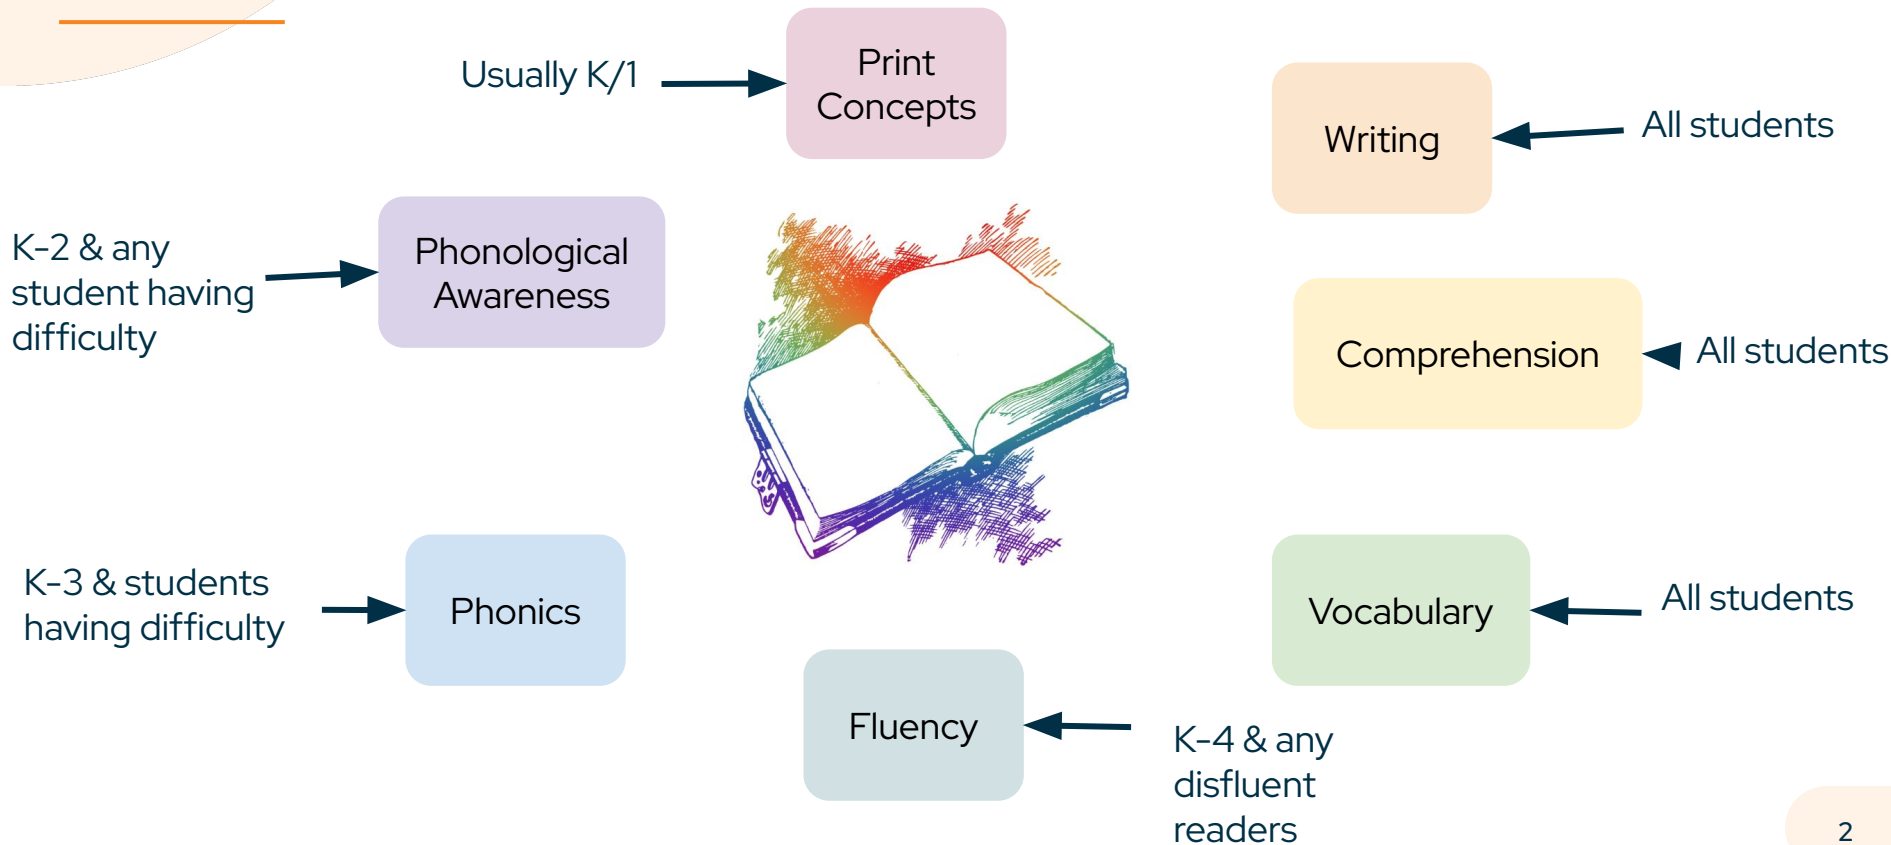 Usually K/1
Print
Concepts
Writing
All students
K-2 & any
student having
difficulty
Phonological
Awareness
Comprehension
All students
K-3 & students
having difficulty
Phonics
Vocabulary
All students
Fluency
K-4 & any
disfluent
readers
2